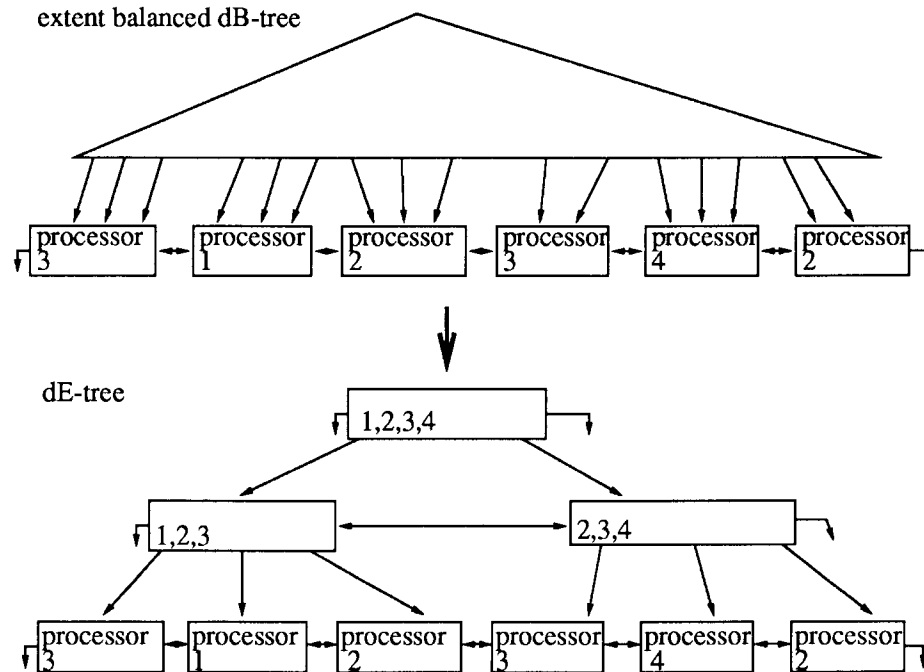 extent balanced dB-tree
processor processor processor processor processor processor
3 1 2 3 4 2
dE-tree
1,2,3,4
1,2,3 2,3,4
processor processor processor processor processor processor
3 1 2 3 4 2